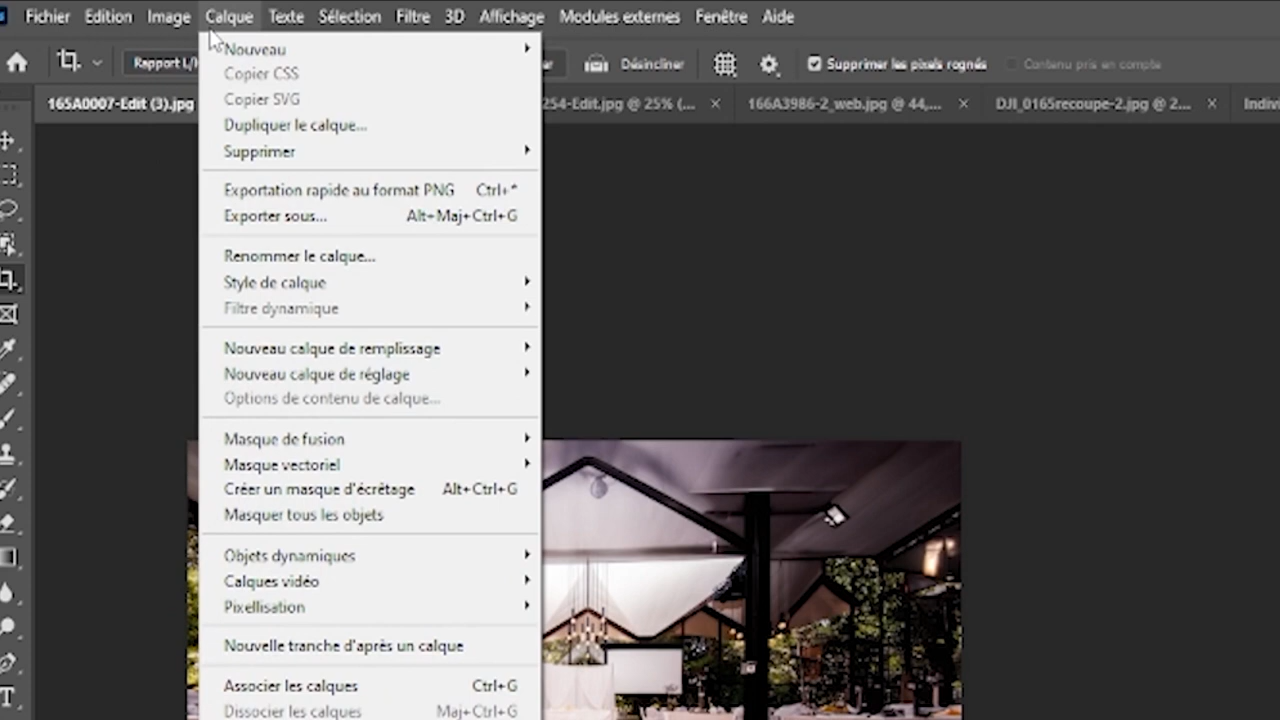 Fichier Edition Image Calque Texte Sélection Filtre 3D Affichage Modules externes Fenêtre Aide
Rapport L/ Désincliner Supprimer les pixels rognés Contenu pris en compte
165A0007-Edit (3).jpg 254-Edit.jpg @ 25% (... × 166A3986-2_web.jpg @ 44,... × DJI_0165recoupe-2.jpg @ 2... ×
Nouveau
Copier CSS
Copier SVG
Dupliquer le calque...
Supprimer
Exportation rapide au format PNG Ctrl+*
Exporter sous... Alt+Maj+Ctrl+G
Renommer le calque...
Style de calque
Filtre dynamique
Nouveau calque de remplissage
Nouveau calque de réglage
Options de contenu de calque...
Masque de fusion
Masque vectoriel
Créer un masque d'écrêtage Alt+Ctrl+G
Masquer tous les objets
Objets dynamiques
Calques vidéo
Pixellisation
Nouvelle tranche d'après un calque
Associer les calques Ctrl+G
Dissocier les calques Maj+Ctrl+G